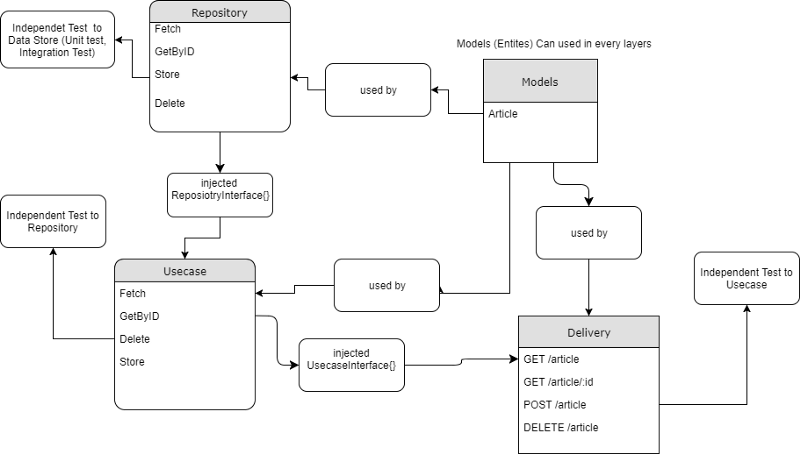 Repository
Independet Test to
Data Store (Unit test,
Integration Test)
Fetch
GetByID
Store
Delete
Models (Entites) Can used in every layers
used by
Models
Article
injected
ReposiotryInterface{}
Independent Test to
Repository
used by
Usecase
Fetch
GetByID
Delete
Store
used by
Independent Test to
Usecase
injected
UsecaseInterface{}
Delivery
GET /article
GET /article/:id
POST /article
DELETE /article